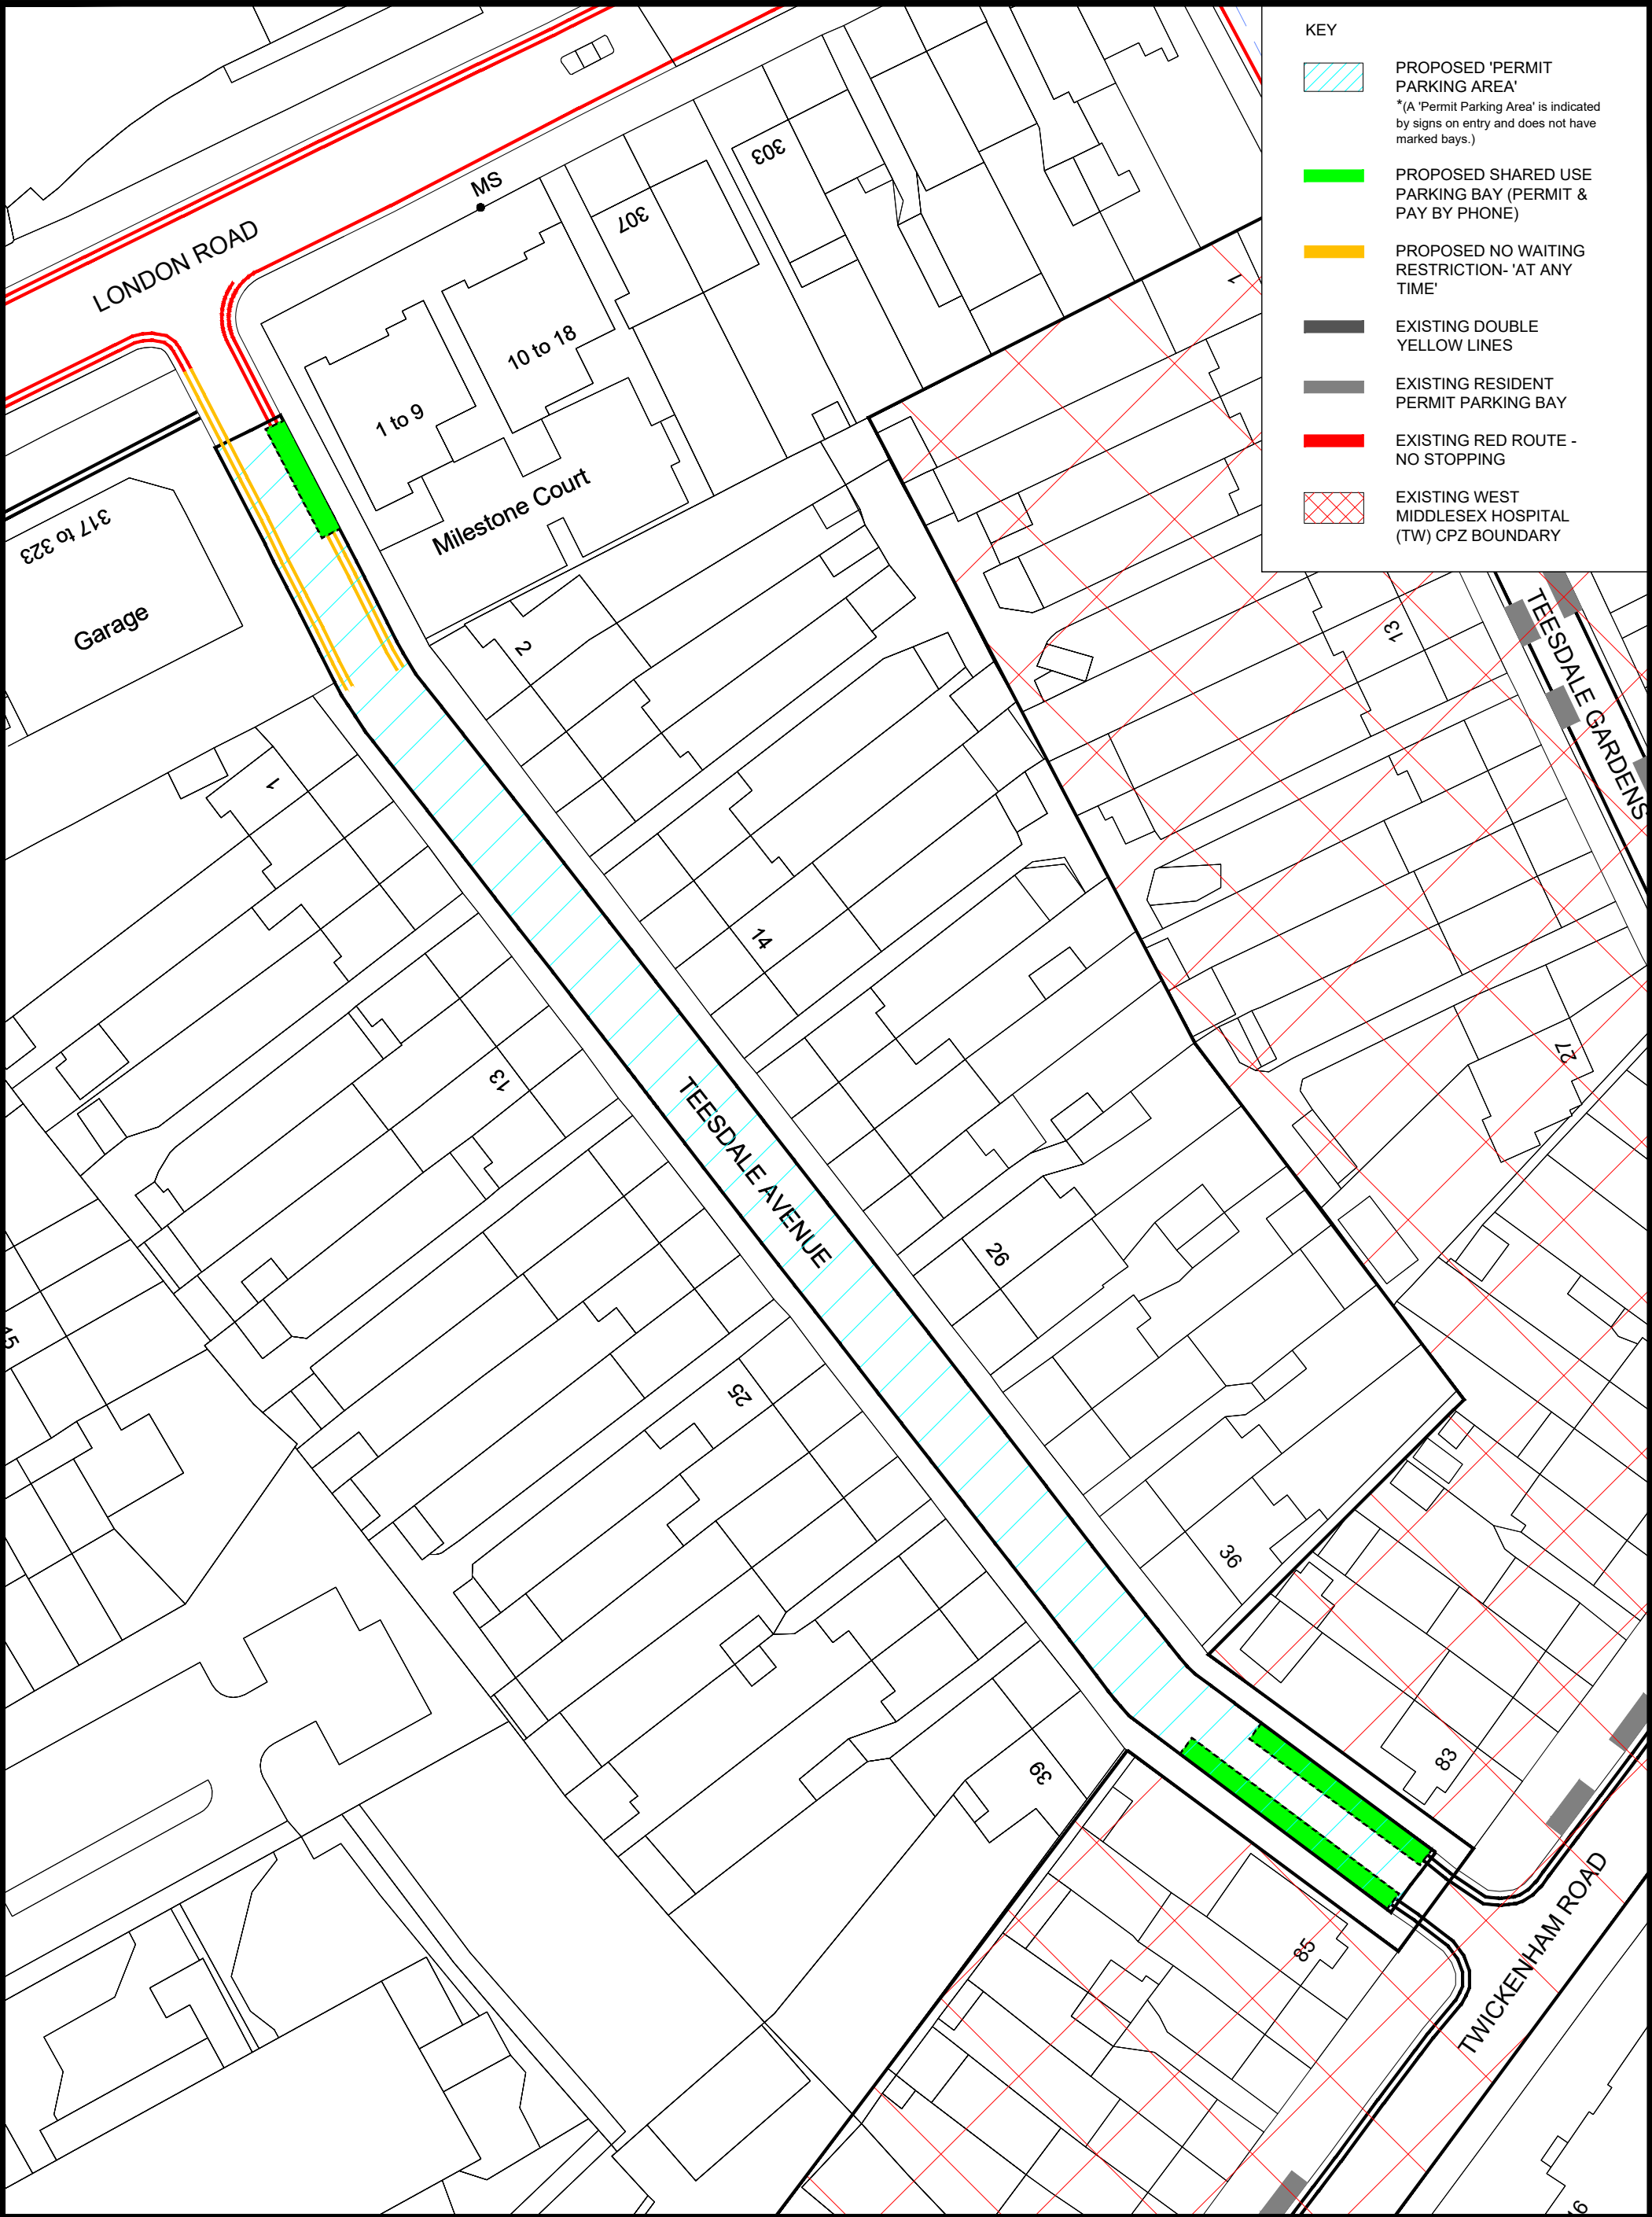 KEY
PROPOSED 'PERMIT
PARKING AREA'
*(A 'Permit Parking Area' is indicated
by signs on entry and does not have
marked bays.)
PROPOSED SHARED USE
PARKING BAY (PERMIT &
PAY BY PHONE)
PROPOSED NO WAITING
RESTRICTION- 'AT ANY
TIME'
EXISTING DOUBLE
YELLOW LINES
EXISTING RESIDENT
PERMIT PARKING BAY
EXISTING RED ROUTE -
NO STOPPING
EXISTING WEST
MIDDLESEX HOSPITAL
(TW) CPZ BOUNDARY
LONDON ROAD
MS
303
307
1
10 to 18
1 to 9
Milestone Court
317 to 323
Garage
2
13
TEESDALE GARDENS
1
14
13
27
TEESDALE AVENUE
26
15
25
36
39
83
85
TWICKENHAM ROAD
16